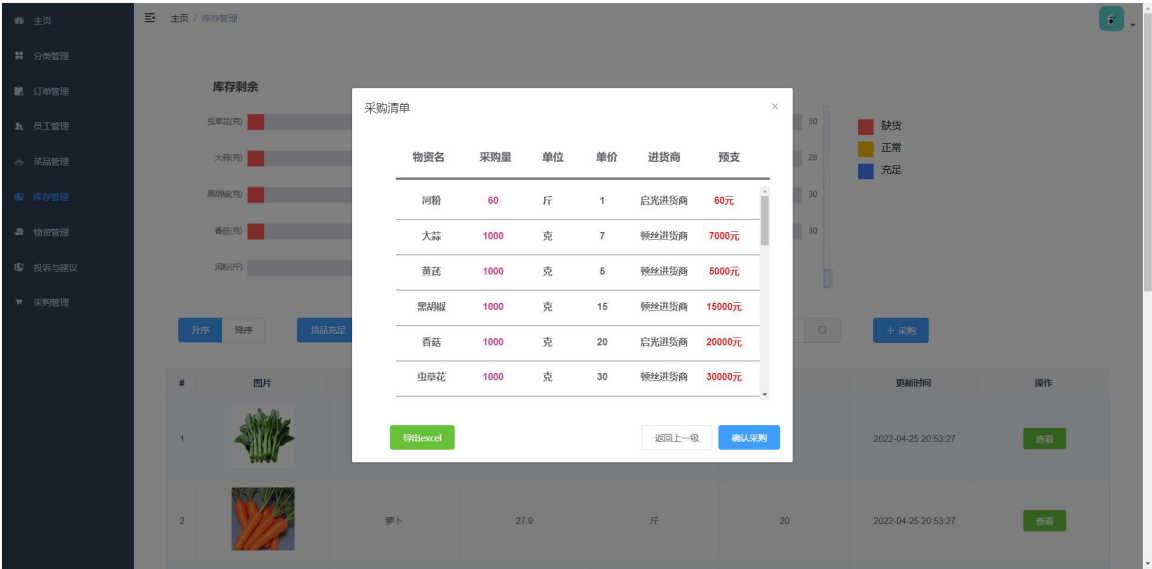 主页
分类管理
订单管理
员工管理
菜品管理
库存管理
物资管理
投诉与建议
采购管理
主页 / 库存管理
库存剩余
虫草花(克) 30
大蒜(克) 28
黑胡椒(克) 30
香菇(克) 30
河粉(斤)
缺货
正常
充足
采购清单 ×
物资名 采购量 单位 单价 进货商 预支
河粉 60 斤 1 启光进货商 60元
大蒜 1000 克 7 顿丝进货商 7000元
黄芪 1000 克 5 顿丝进货商 5000元
黑胡椒 1000 克 15 顿丝进货商 15000元
香菇 1000 克 20 启光进货商 20000元
虫草花 1000 克 30 顿丝进货商 30000元
导出excel 返回上一级 确认采购
升序 降序 货品充足 + 采购
# 图片 更新时间 操作
1 2022-04-25 20:53:27 查看
2 萝卜 27.9 斤 20 2022-04-25 20:53:27 查看